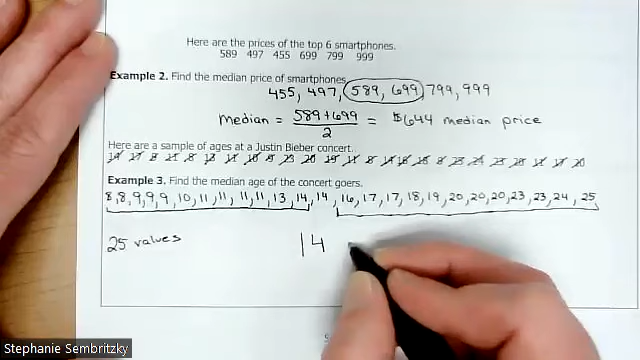 Here are the prices of the top 6 smartphones.
589 497 455 699 799 999
Example 2. Find the median price of smartphones.
455, 497, 589, 699, 799, 999
Median = 589+699 / 2 = $644 median price
Here are a sample of ages at a Justin Bieber concert.
Example 3. Find the median age of the concert goers.
8,8,9,9,9,10,11,11,11,11,13,14,14,16,17,17,18,19,20,20,20,23,23,24,25
25 values
14
Stephanie Sembritzky